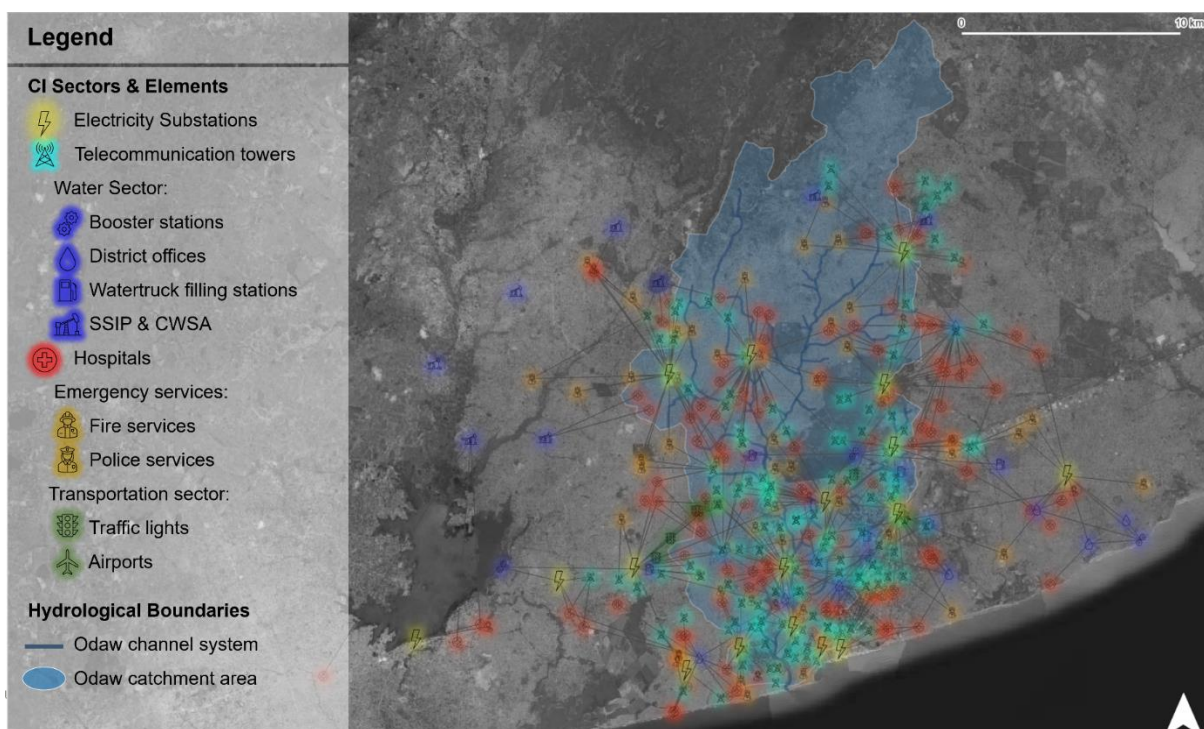 Legend
CI Sectors & Elements
Electricity Substations
Telecommunication towers
Water Sector:
Booster stations
District offices
Watertruck filling stations
SSIP & CWSA
Hospitals
Emergency services:
Fire services
Police services
Transportation sector:
Traffic lights
Airports
Hydrological Boundaries
Odaw channel system
Odaw catchment area
0 10 km